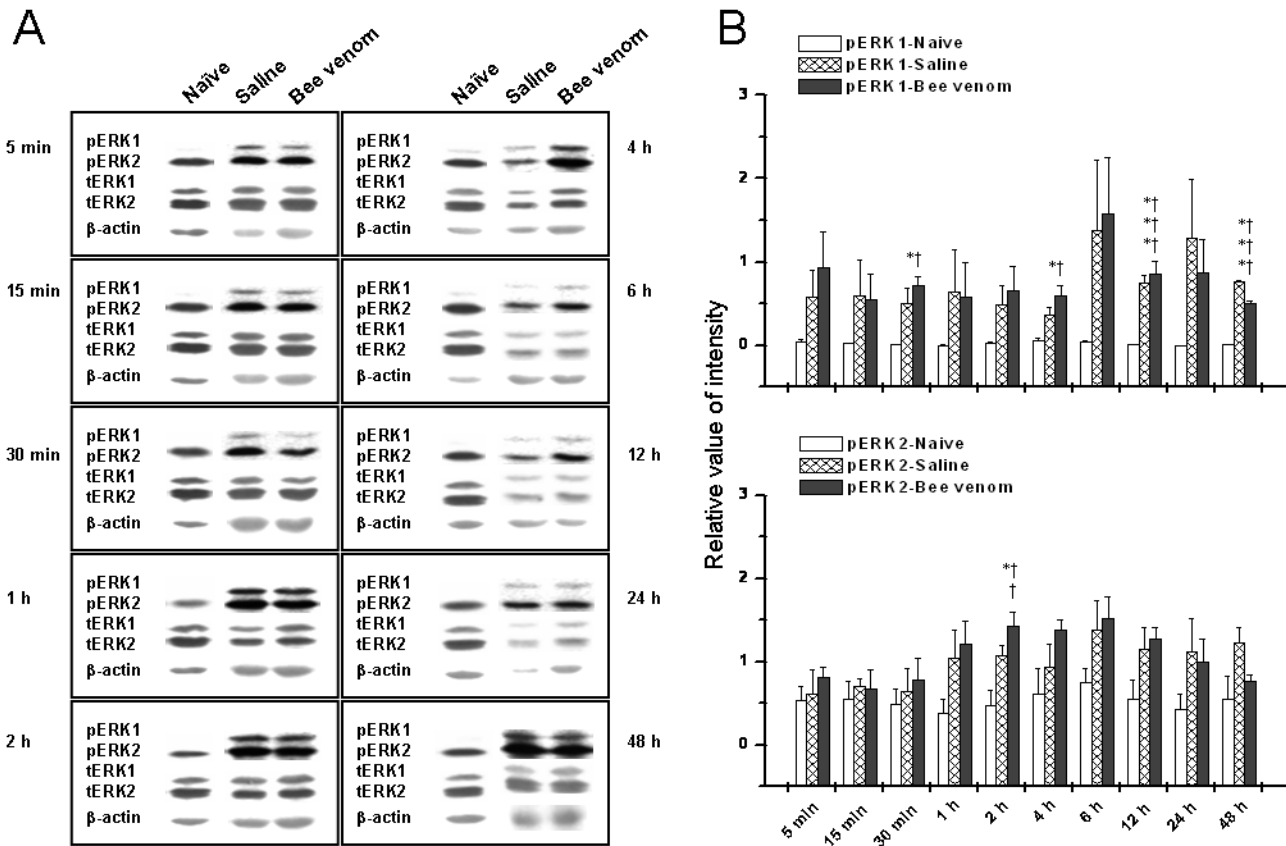 A
Naïve Saline Bee venom
Naïve Saline Bee venom
5 min
pERK1
pERK2
tERK1
tERK2
β-actin
pERK1
pERK2
tERK1
tERK2
β-actin
4 h
15 min
pERK1
pERK2
tERK1
tERK2
β-actin
pERK1
pERK2
tERK1
tERK2
β-actin
6 h
30 min
pERK1
pERK2
tERK1
tERK2
β-actin
pERK1
pERK2
tERK1
tERK2
β-actin
12 h
1 h
pERK1
pERK2
tERK1
tERK2
β-actin
pERK1
pERK2
tERK1
tERK2
β-actin
24 h
2 h
pERK1
pERK2
tERK1
tERK2
β-actin
pERK1
pERK2
tERK1
tERK2
β-actin
48 h
B
pERK1-Naive
pERK1-Saline
pERK1-Bee venom
3
2
1
0
*†
*†
*†
*†
*†
*†
*†
*†
pERK2-Naive
pERK2-Saline
pERK2-Bee venom
3
2
1
0
*†
†
Relative value of intensity
5 min 15 min 30 min 1 h 2 h 4 h 6 h 12 h 24 h 48 h